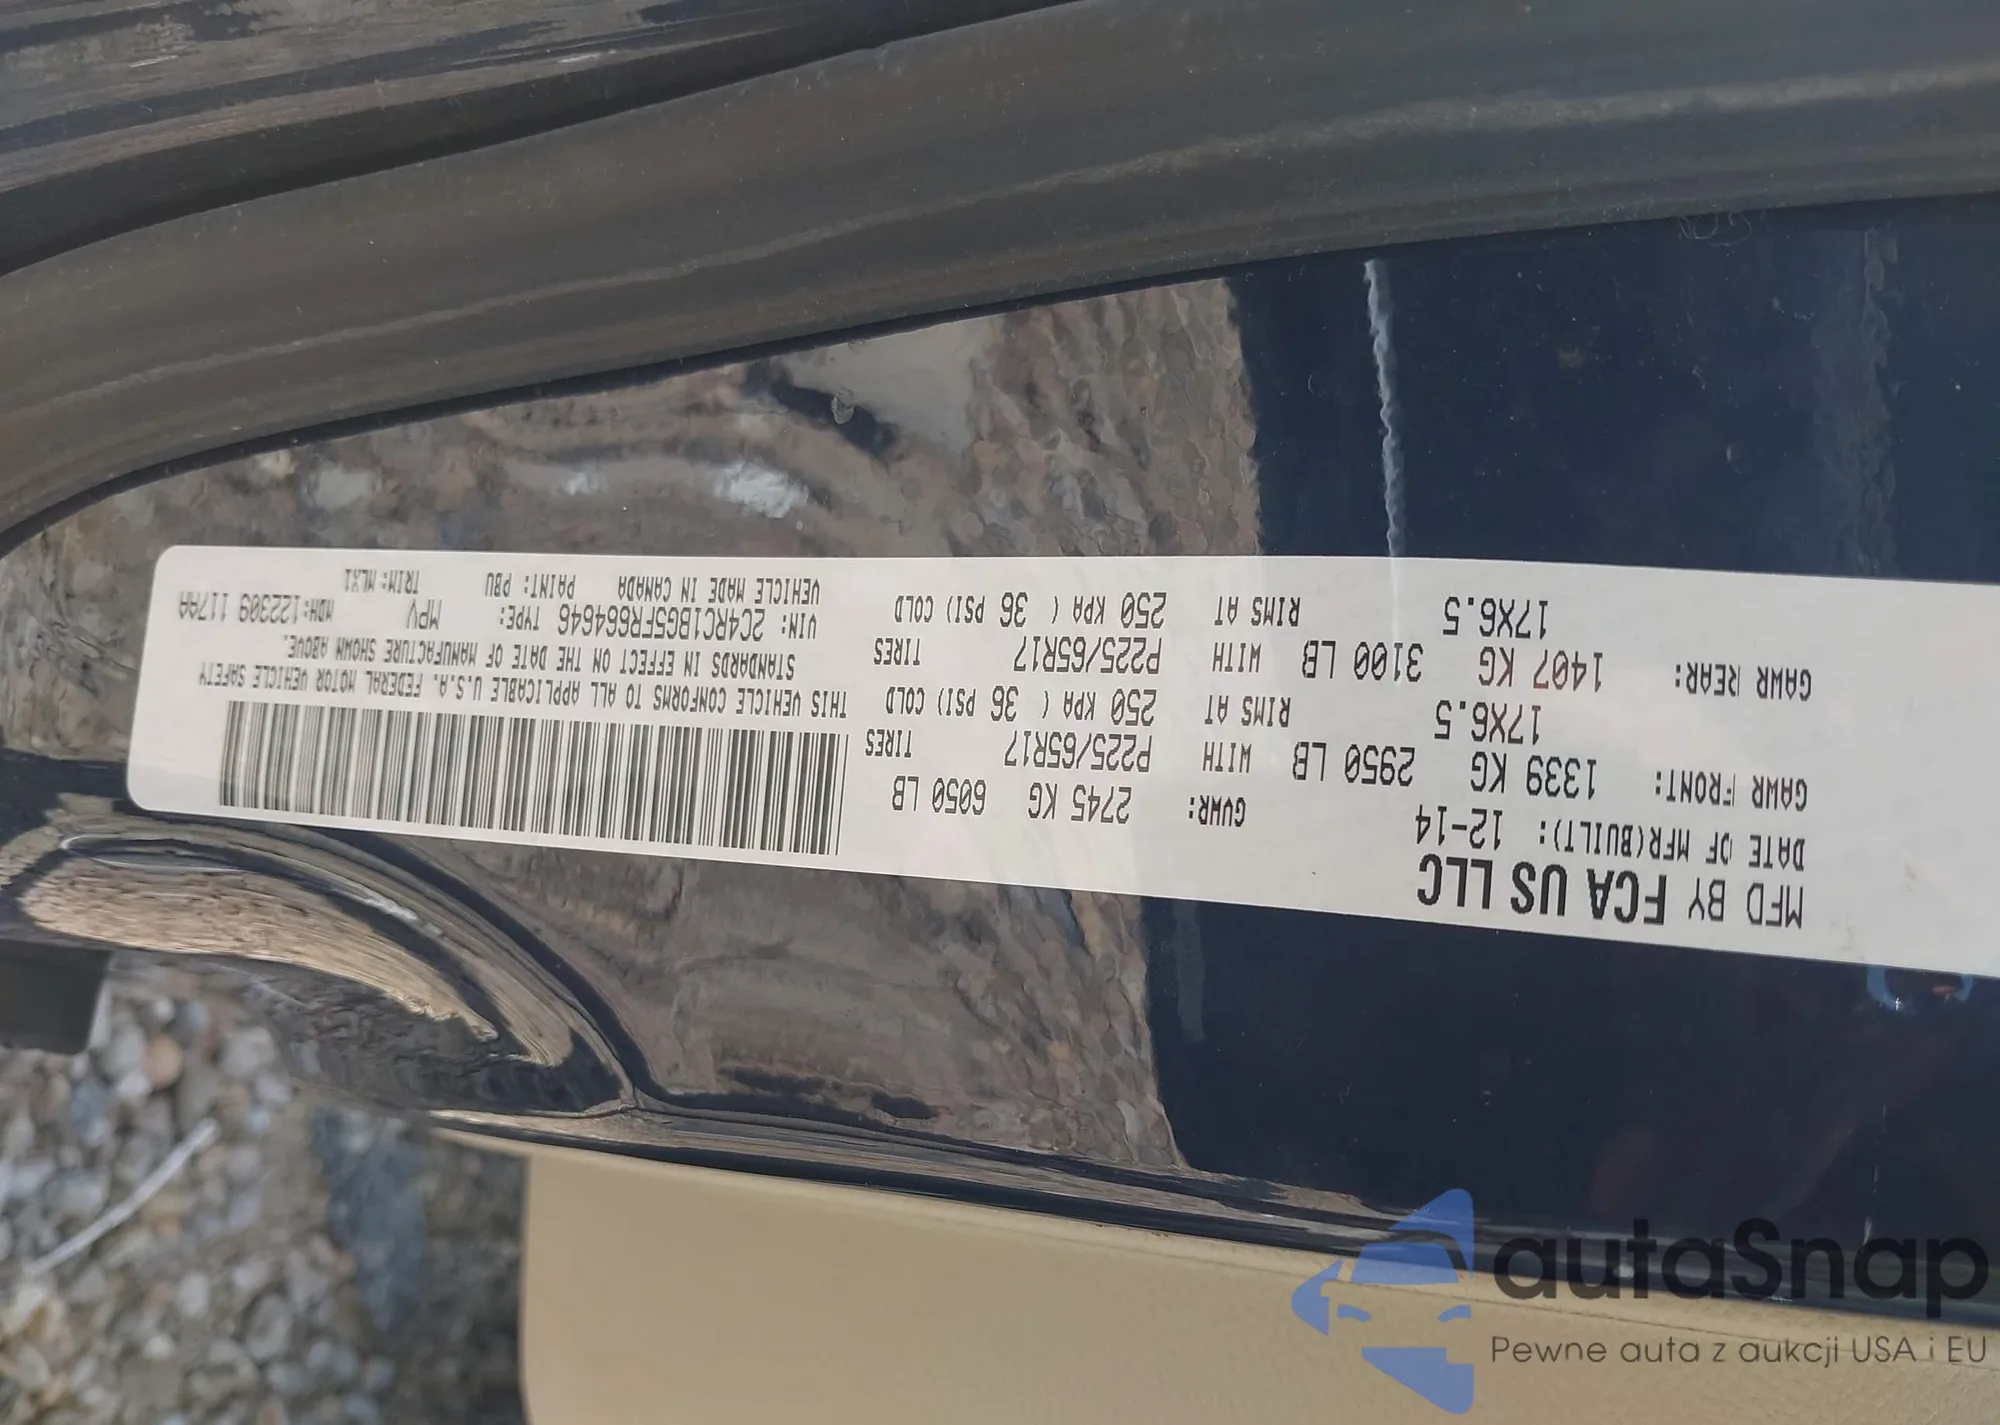 MFD BY FCA US LLC
DATE OF MFR(BUILT): 12-14
GVWR: 2745 KG 6050 LB
GAWR FRONT: 1339 KG 2950 LB WITH P225/65R17 TIRES
17X6.5 RIMS AT 250 KPA ( 36 PSI) COLD
GAWR REAR: 1407 KG 3100 LB WITH P225/65R17 TIRES
17X6.5 RIMS AT 250 KPA ( 36 PSI) COLD
THIS VEHICLE CONFORMS TO ALL APPLICABLE U.S.A. FEDERAL MOTOR VEHICLE SAFETY
STANDARDS IN EFFECT ON THE DATE OF MANUFACTURE SHOWN ABOVE.
VIN: 2C4RC1BG5FR664646 TYPE: MPV MDH:122309 117AA
VEHICLE MADE IN CANADA PAINT: PBU TRIM:MLX1
autaSnap
Pewne auta z aukcji USA i EU